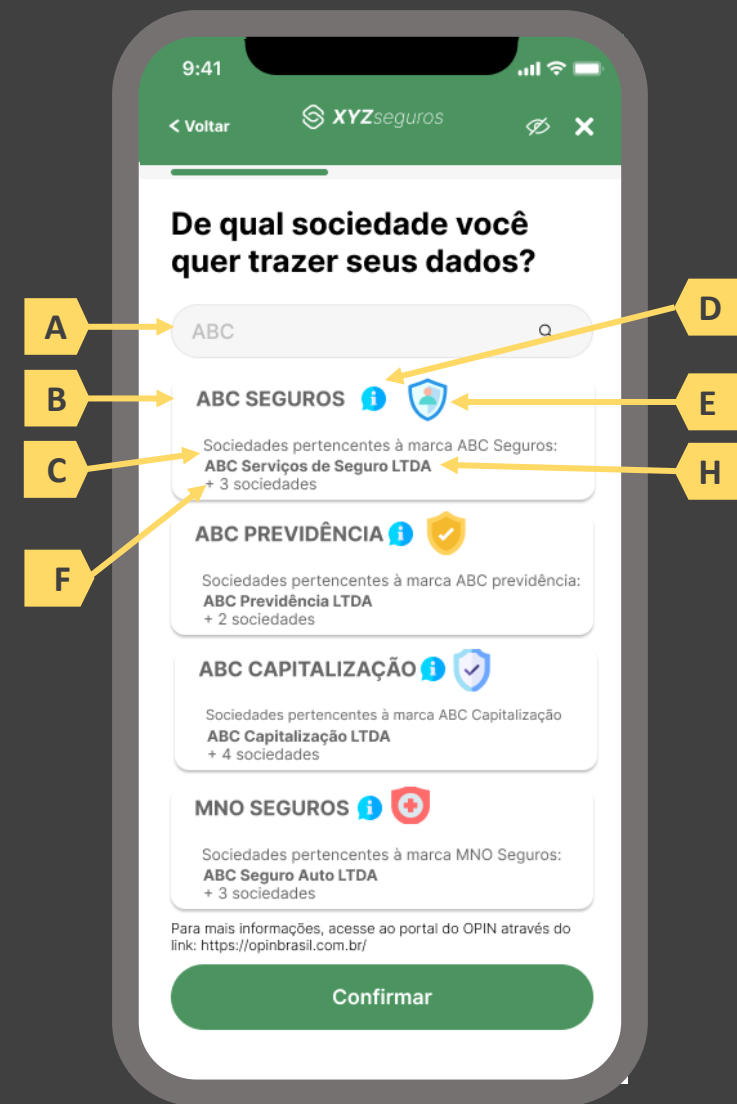 9:41
< Voltar
XYZseguros
De qual sociedade você
quer trazer seus dados?
A
ABC
D
B
ABC SEGUROS
E
C
Sociedades pertencentes à marca ABC Seguros:
ABC Serviços de Seguro LTDA
H
+ 3 sociedades
F
ABC PREVIDÊNCIA
Sociedades pertencentes à marca ABC previdência:
ABC Previdência LTDA
+ 2 sociedades
ABC CAPITALIZAÇÃO
Sociedades pertencentes à marca ABC Capitalização
ABC Capitalização LTDA
+ 4 sociedades
MNO SEGUROS
Sociedades pertencentes à marca MNO Seguros:
ABC Seguro Auto LTDA
+ 3 sociedades
Para mais informações, acesse ao portal do OPIN através do
link: https://opinbrasil.com.br/
Confirmar